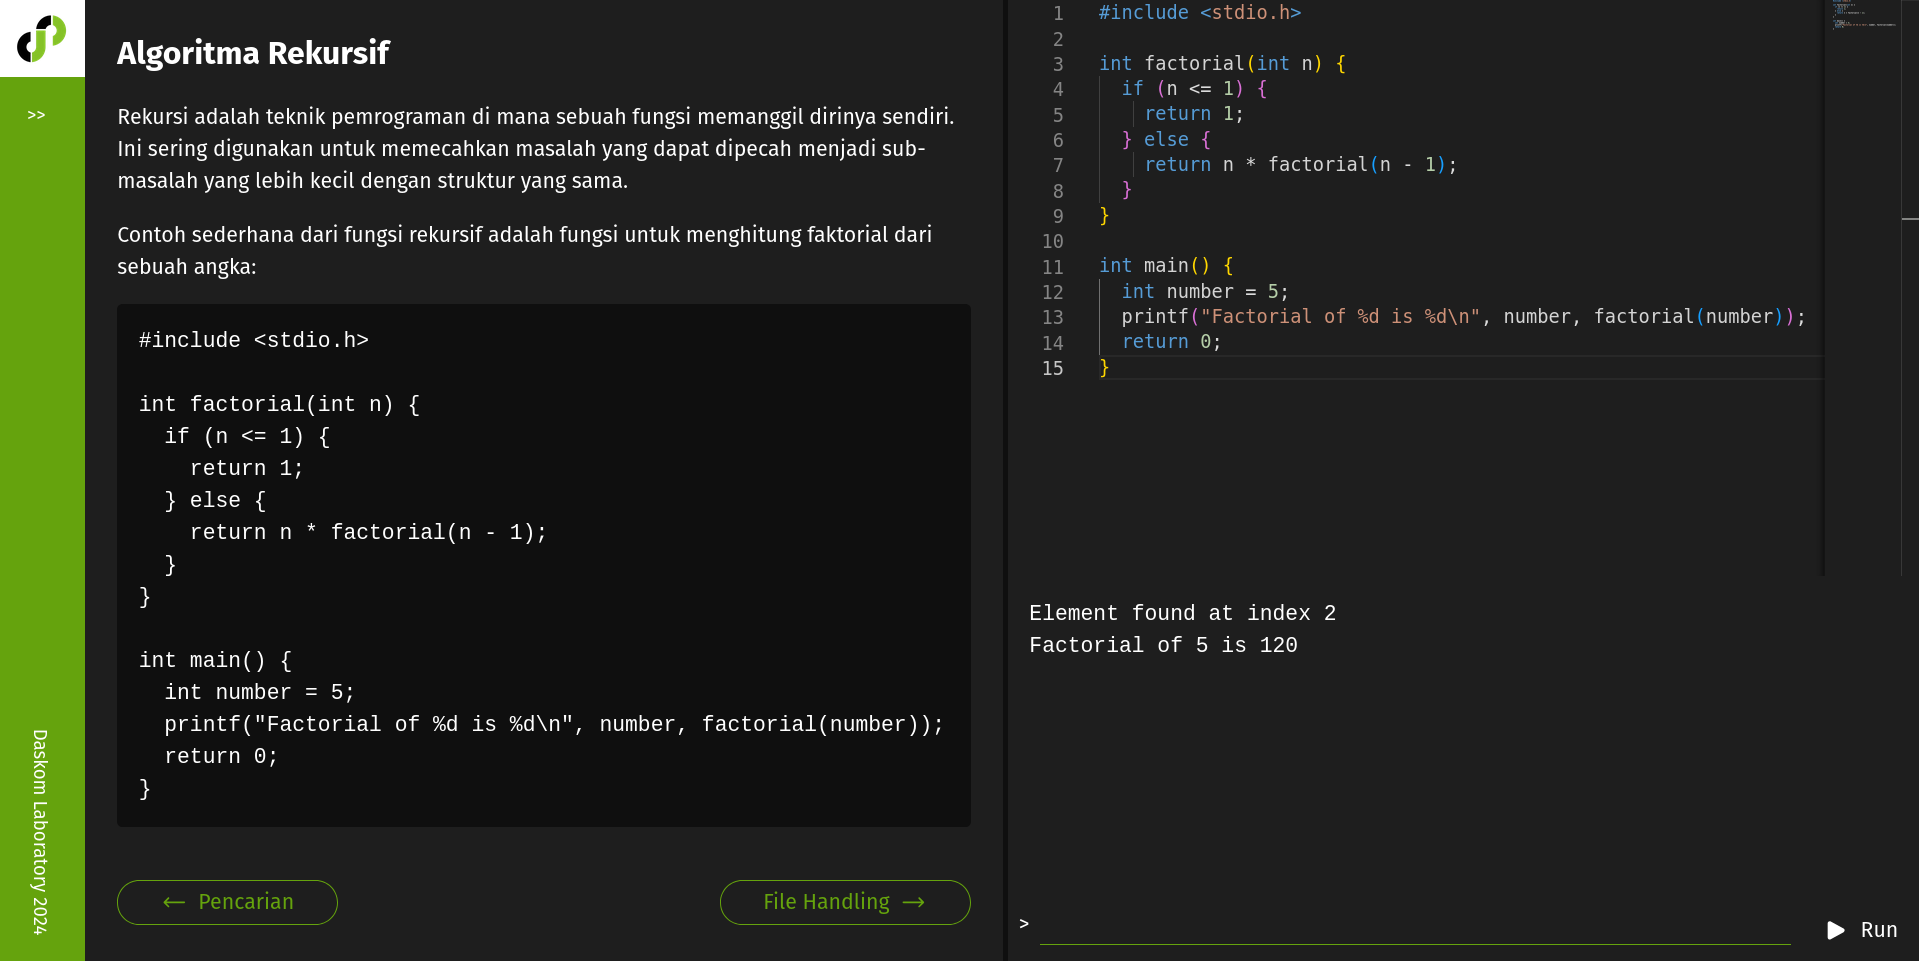 >>
Daskom Laboratory 2024
Algoritma Rekursif
Rekursi adalah teknik pemrograman di mana sebuah fungsi memanggil dirinya sendiri.
Ini sering digunakan untuk memecahkan masalah yang dapat dipecah menjadi sub-
masalah yang lebih kecil dengan struktur yang sama.
Contoh sederhana dari fungsi rekursif adalah fungsi untuk menghitung faktorial dari
sebuah angka:
#include <stdio.h>
int factorial(int n) {
  if (n <= 1) {
    return 1;
  } else {
    return n * factorial(n - 1);
  }
}
int main() {
  int number = 5;
  printf("Factorial of %d is %d\n", number, factorial(number));
  return 0;
}
← Pencarian
File Handling →
1 #include <stdio.h>
2
3 int factorial(int n) {
4   if (n <= 1) {
5     return 1;
6   } else {
7     return n * factorial(n - 1);
8   }
9 }
10
11 int main() {
12   int number = 5;
13   printf("Factorial of %d is %d\n", number, factorial(number));
14   return 0;
15 }
Element found at index 2
Factorial of 5 is 120
>
Run